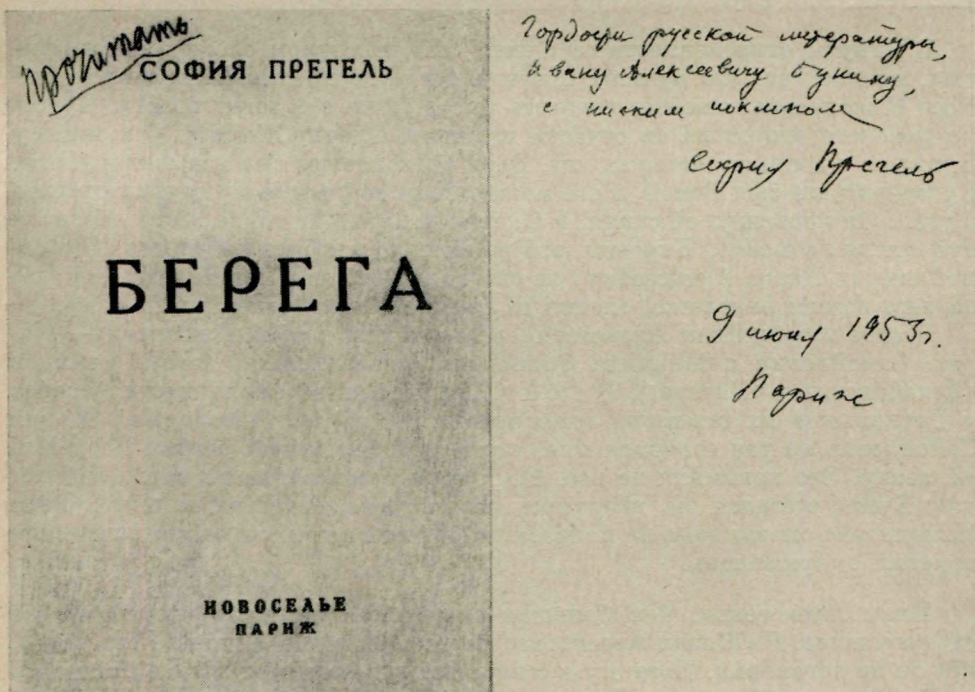 Прочитать
СОФИЯ ПРЕГЕЛЬ
БЕРЕГА
НОВОСЕЛЬЕ
ПАРИЖ
Гордости русской литературы,
Ивану Алексеевичу Бунину,
с низким поклоном
София Прегель
9 июня 1953г.
Париж